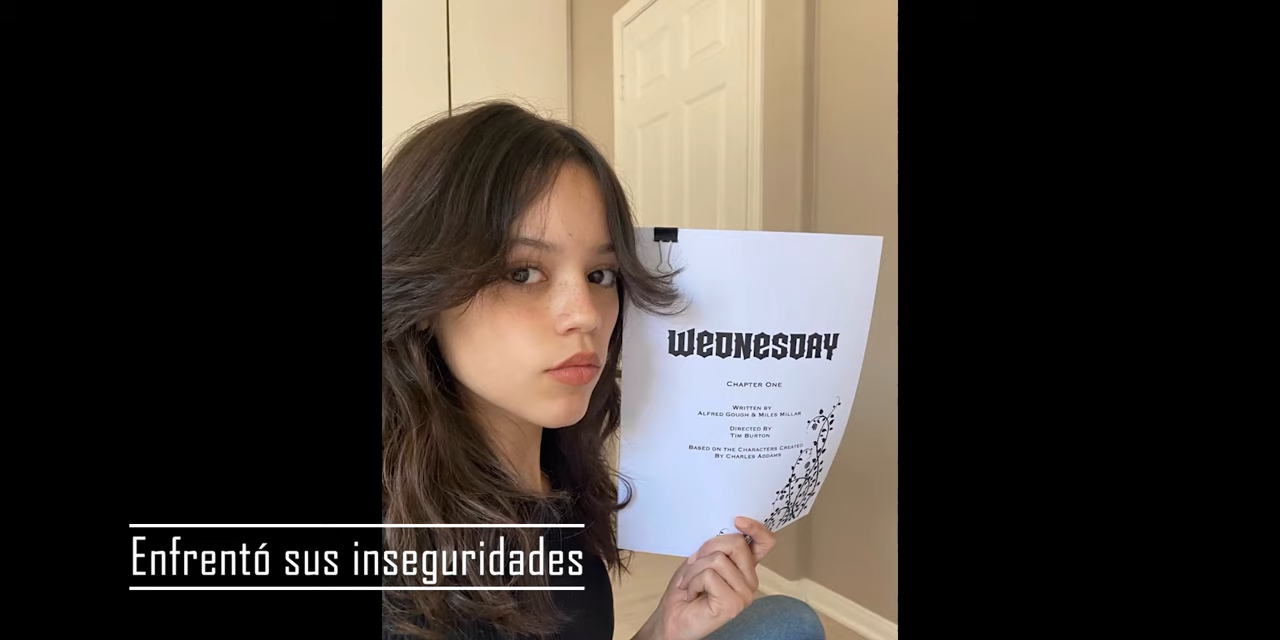 WEDNESDAY
CHAPTER ONE
WRITTEN BY
ALFRED GOUGH & MILES MILLAR
DIRECTED BY
TIM BURTON
BASED ON THE CHARACTERS CREATED
BY CHARLES ADDAMS
Enfrentó sus inseguridades